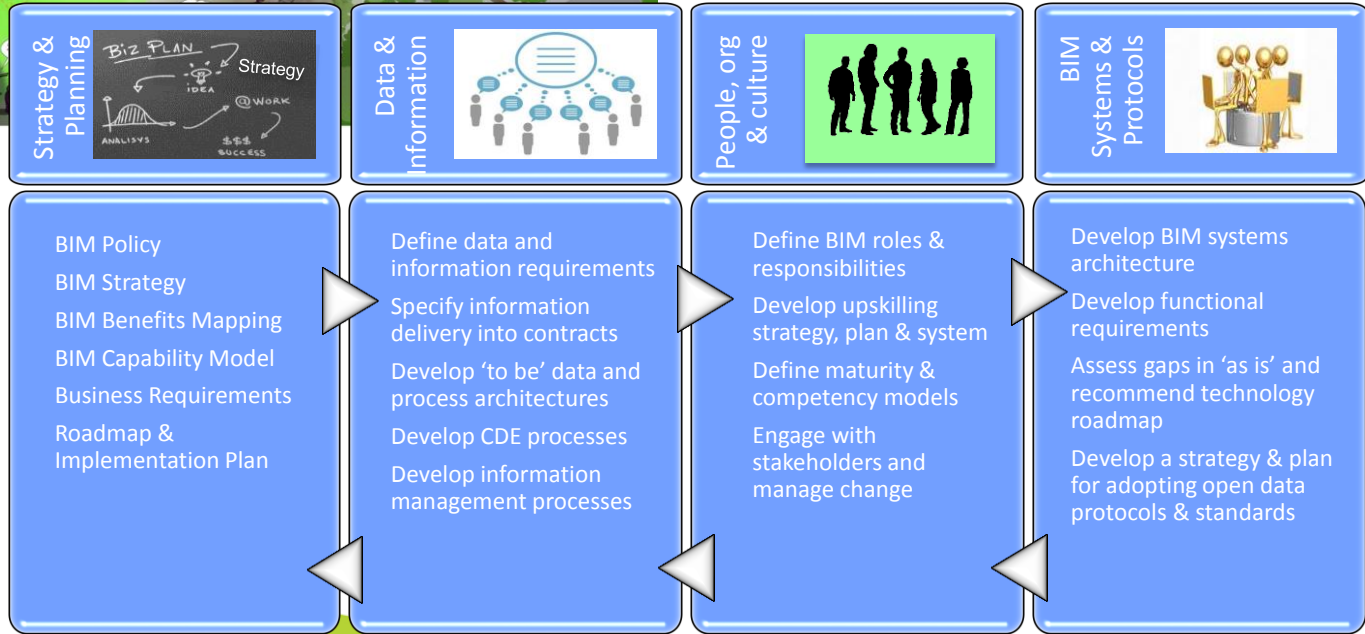 Strategy &
Planning
BiZ PLAN
Strategy
IDEA
@WORK
ANALISYS
$$$
SUCCESS
Data &
Information
People, org
& culture
BIM
Systems &
Protocols
BIM Policy
BIM Strategy
BIM Benefits Mapping
BIM Capability Model
Business Requirements
Roadmap &
Implementation Plan
Define data and
information requirements
Specify information
delivery into contracts
Develop ‘to be’ data and
process architectures
Develop CDE processes
Develop information
management processes
Define BIM roles &
responsibilities
Develop upskilling
strategy, plan & system
Define maturity &
competency models
Engage with
stakeholders and
manage change
Develop BIM systems
architecture
Develop functional
requirements
Assess gaps in ‘as is’ and
recommend technology
roadmap
Develop a strategy & plan
for adopting open data
protocols & standards